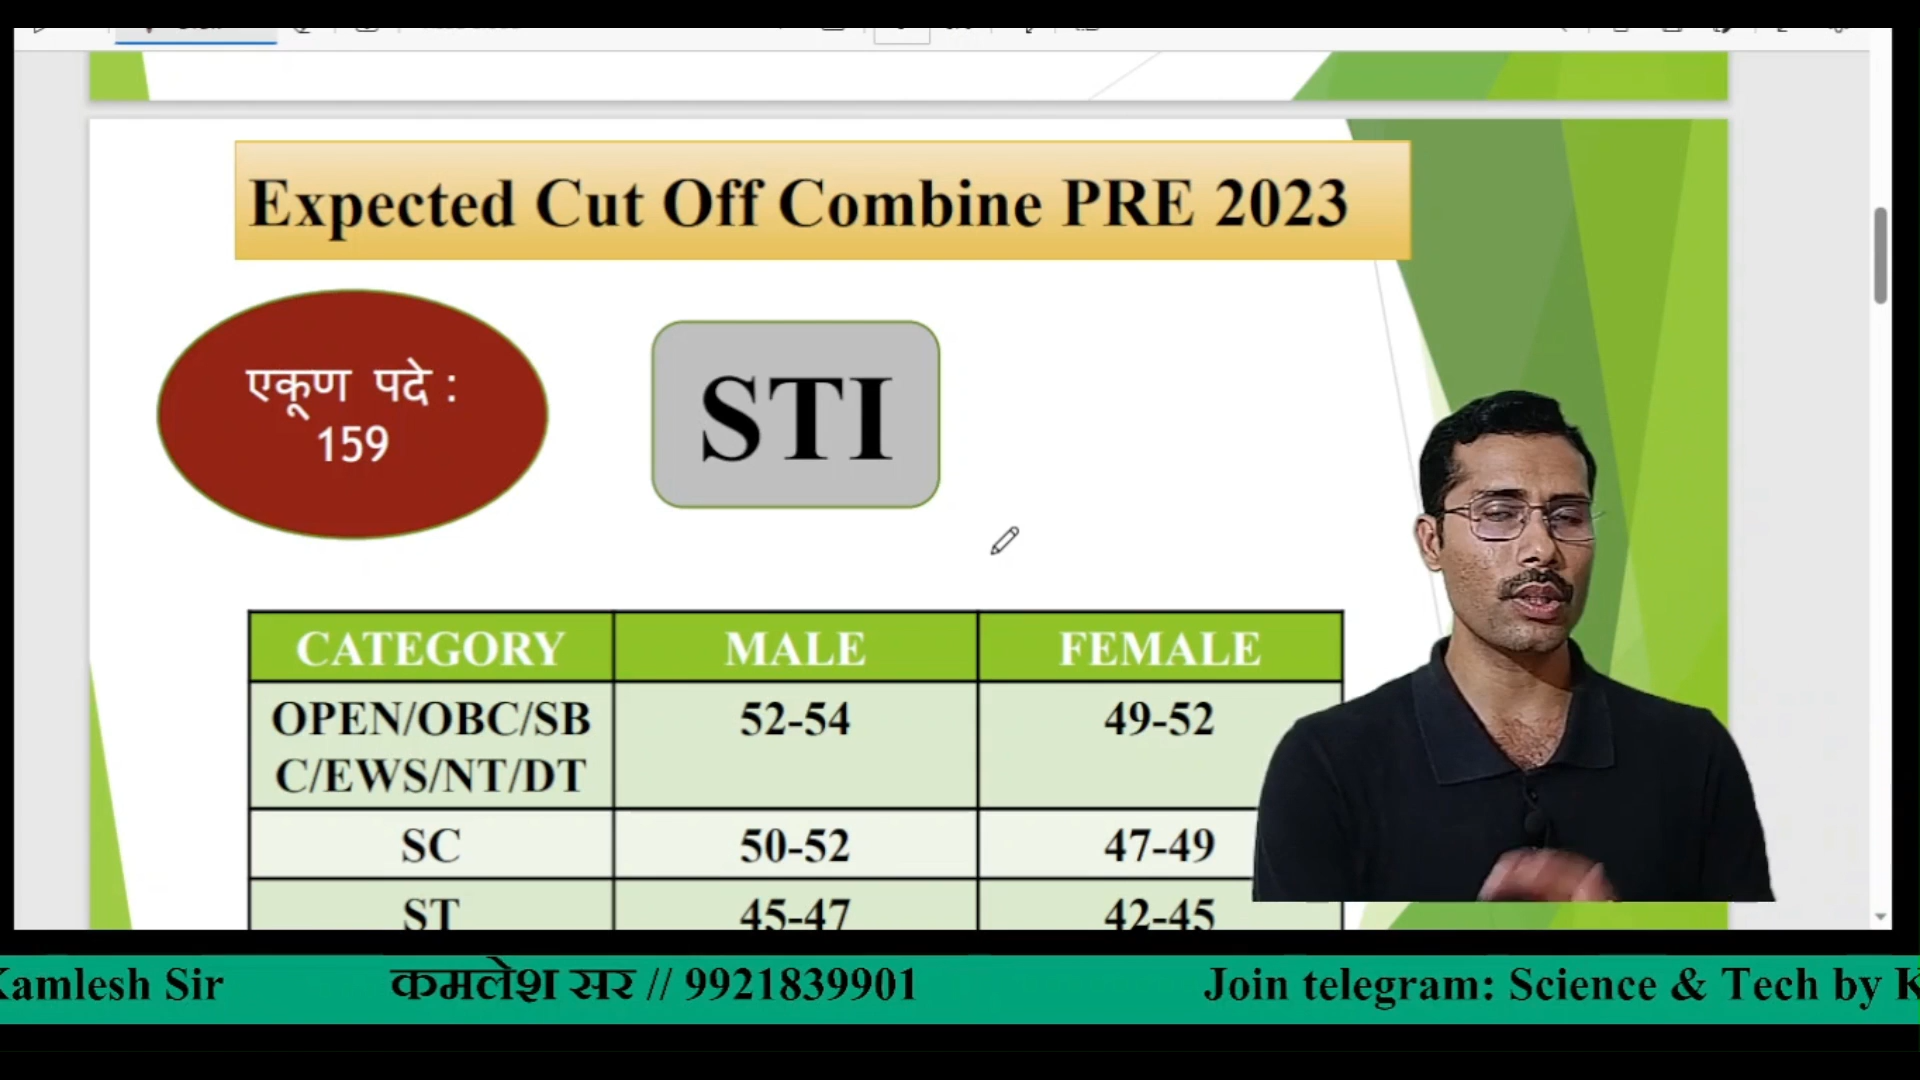 Expected Cut Off Combine PRE 2023
एकूण पदे :
159
STI
CATEGORY MALE FEMALE
OPEN/OBC/SB 52-54 49-52
C/EWS/NT/DT
SC 50-52 47-49
ST 45-47 42-45
Kamlesh Sir कमलेश सर // 9921839901 Join telegram: Science & Tech by K